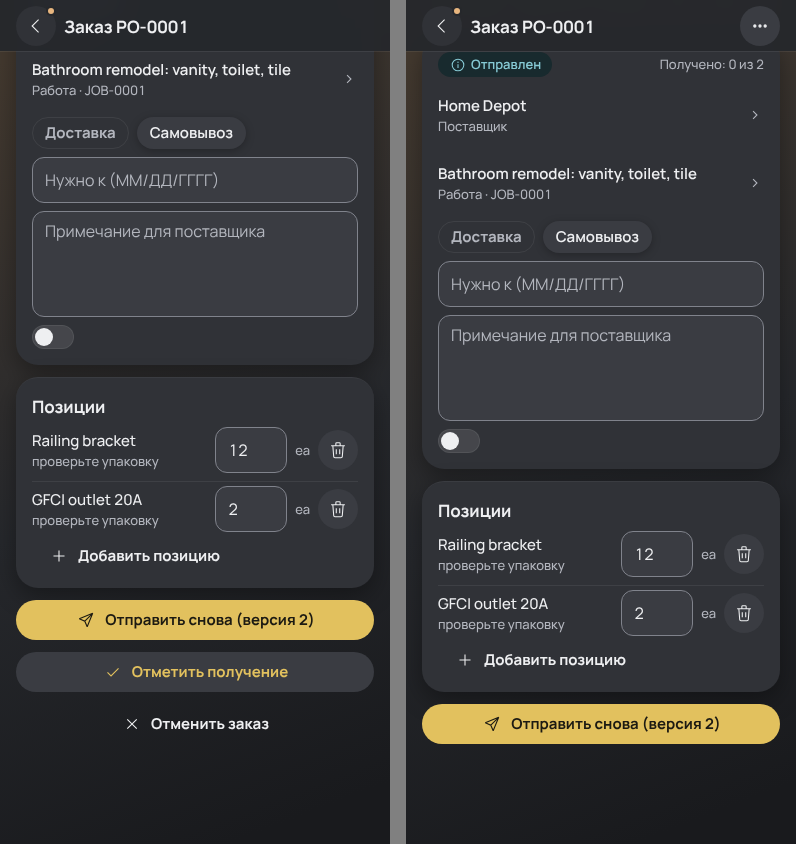 Заказ PO-0001
Bathroom remodel: vanity, toilet, tile
Работа · JOB-0001
Доставка
Самовывоз
Нужно к (ММ/ДД/ГГГГ)
Примечание для поставщика
Позиции
Railing bracket
проверьте упаковку
12
ea
GFCI outlet 20A
проверьте упаковку
2
ea
Добавить позицию
Отправить снова (версия 2)
Отметить получение
Отменить заказ
Заказ PO-0001
Отправлен
Получено: 0 из 2
Home Depot
Поставщик
Bathroom remodel: vanity, toilet, tile
Работа · JOB-0001
Доставка
Самовывоз
Нужно к (ММ/ДД/ГГГГ)
Примечание для поставщика
Позиции
Railing bracket
проверьте упаковку
12
ea
GFCI outlet 20A
проверьте упаковку
2
ea
Добавить позицию
Отправить снова (версия 2)